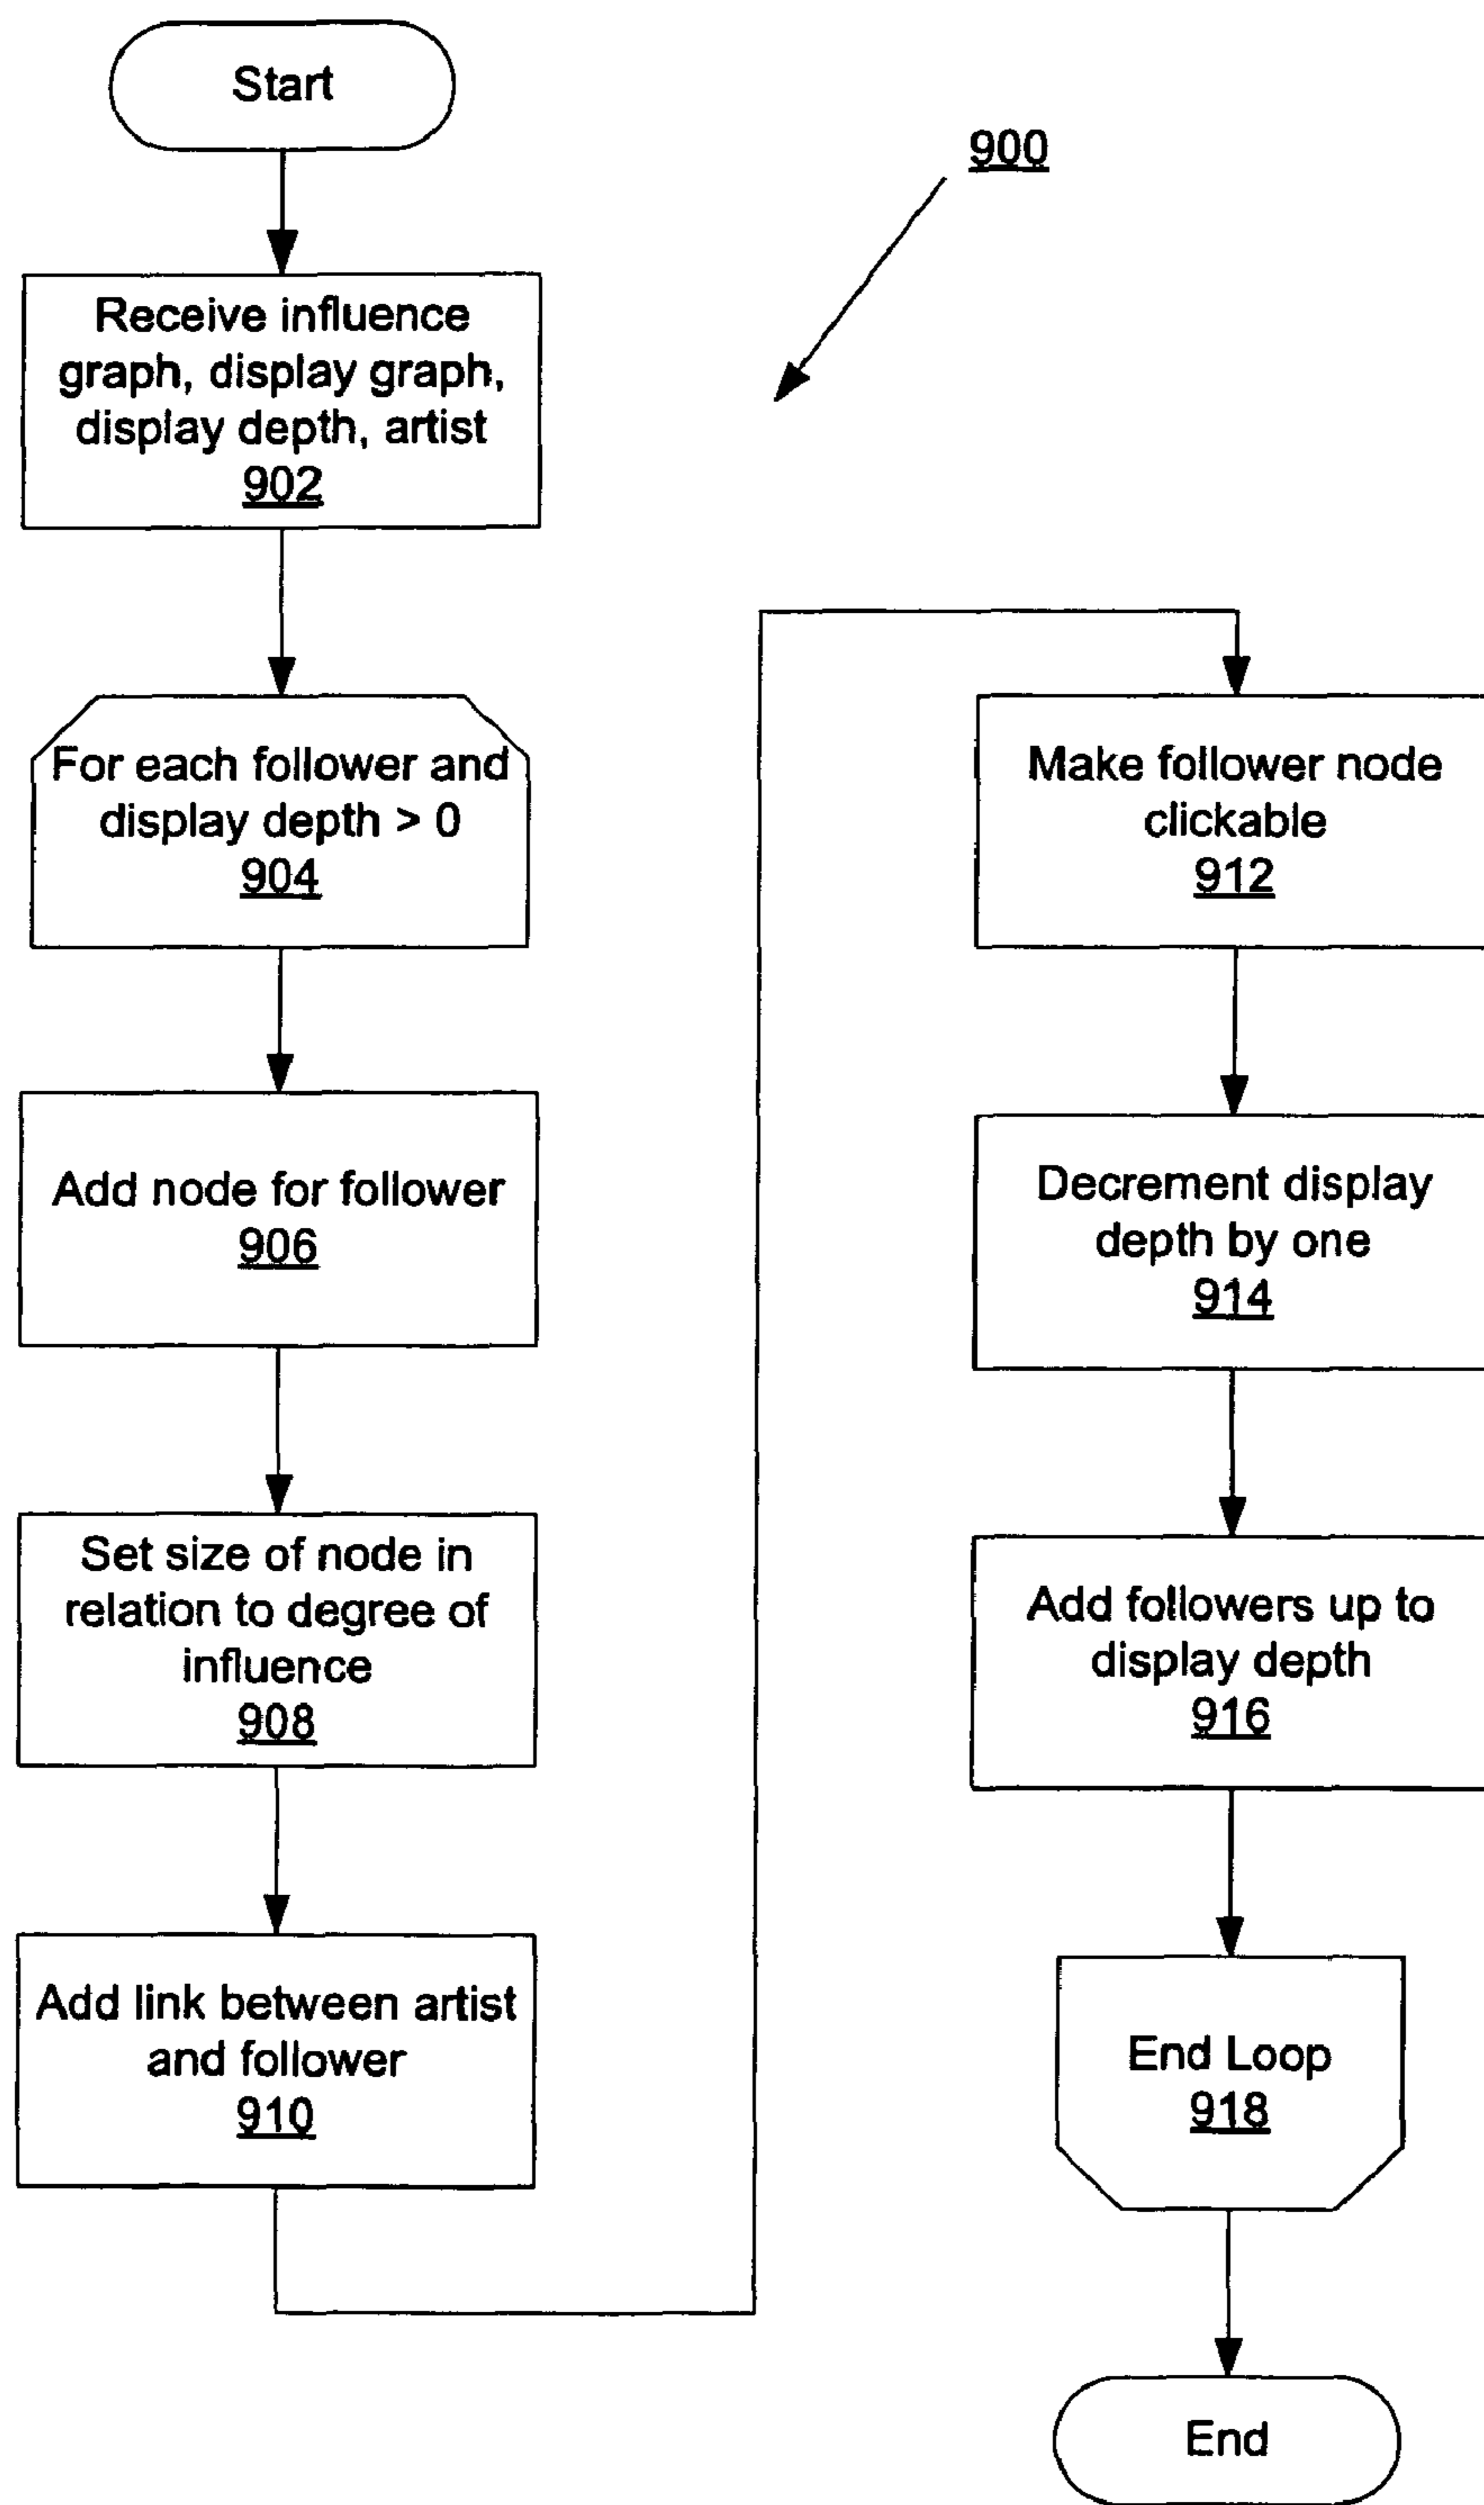 Start
900
Receive influence
graph, display graph,
display depth, artist
902
For each follower and
display depth > 0
904
Add node for follower
906
Set size of node in
relation to degree of
influence
908
Add link between artist
and follower
910
Make follower node
clickable
912
Decrement display
depth by one
914
Add followers up to
display depth
916
End Loop
918
End